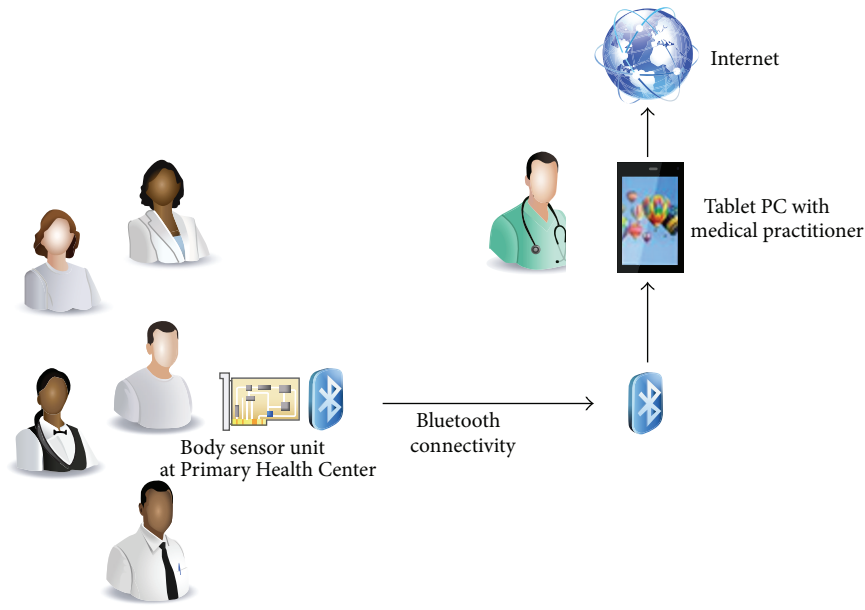 Internet
Tablet PC with
medical practitioner
Bluetooth
connectivity
Body sensor unit
at Primary Health Center